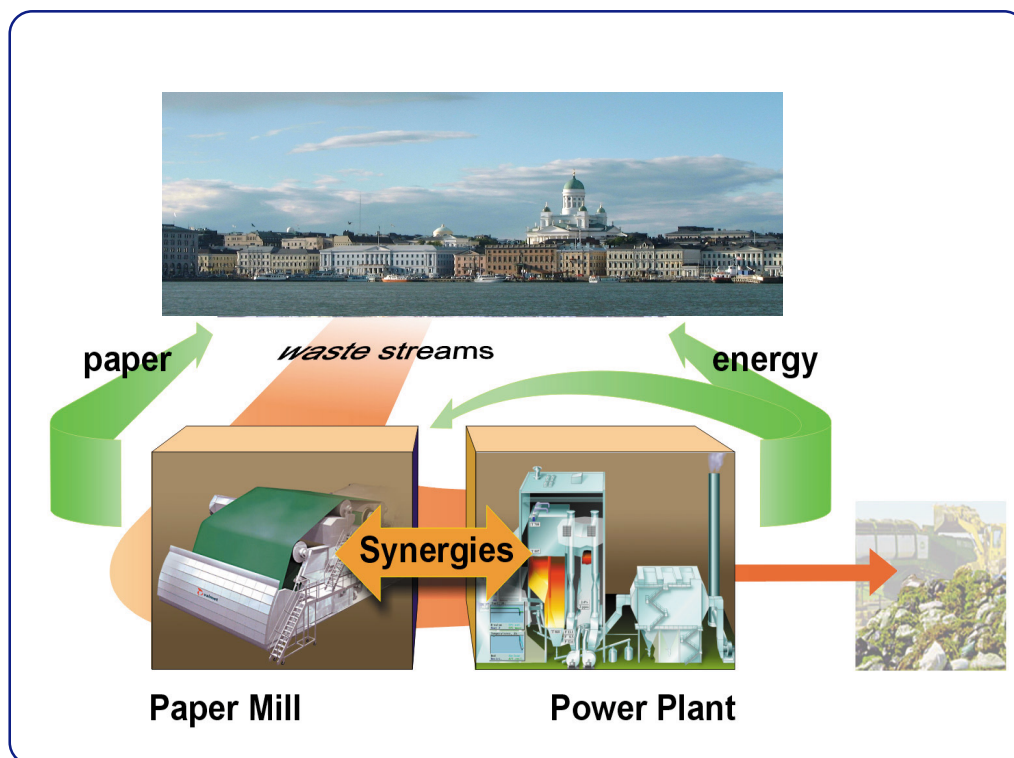 paper
waste streams
energy
Synergies
Paper Mill
Power Plant